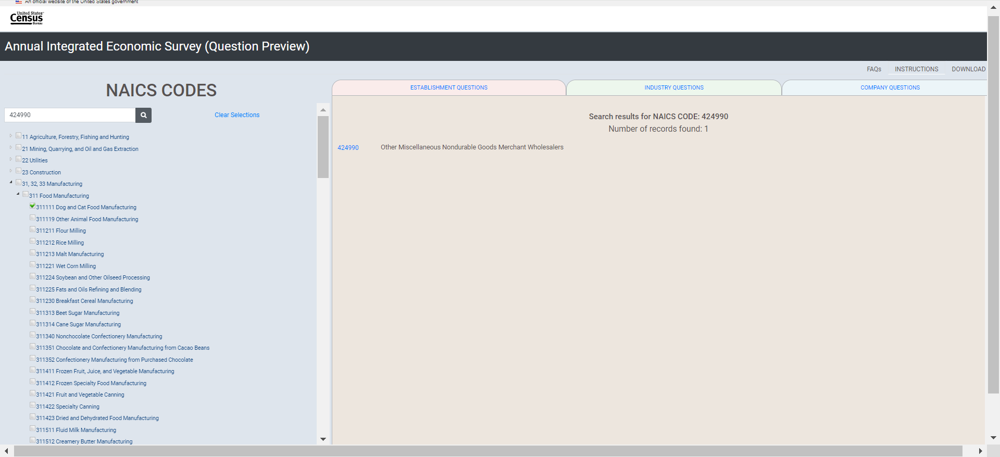 An official website of the United States government
United States®
Census
Bureau
Annual Integrated Economic Survey (Question Preview)
FAQs INSTRUCTIONS DOWNLOAD
NAICS CODES
ESTABLISHMENT QUESTIONS INDUSTRY QUESTIONS COMPANY QUESTIONS
424990 Clear Selections
Search results for NAICS CODE: 424990
Number of records found: 1
424990 Other Miscellaneous Nondurable Goods Merchant Wholesalers
11 Agriculture, Forestry, Fishing and Hunting
21 Mining, Quarrying, and Oil and Gas Extraction
22 Utilities
23 Construction
31, 32, 33 Manufacturing
311 Food Manufacturing
311111 Dog and Cat Food Manufacturing
311119 Other Animal Food Manufacturing
311211 Flour Milling
311212 Rice Milling
311213 Malt Manufacturing
311221 Wet Corn Milling
311224 Soybean and Other Oilseed Processing
311225 Fats and Oils Refining and Blending
311230 Breakfast Cereal Manufacturing
311313 Beet Sugar Manufacturing
311314 Cane Sugar Manufacturing
311340 Nonchocolate Confectionery Manufacturing
311351 Chocolate and Confectionery Manufacturing from Cacao Beans
311352 Confectionery Manufacturing from Purchased Chocolate
311411 Frozen Fruit, Juice, and Vegetable Manufacturing
311412 Frozen Specialty Food Manufacturing
311421 Fruit and Vegetable Canning
311422 Specialty Canning
311423 Dried and Dehydrated Food Manufacturing
311511 Fluid Milk Manufacturing
311512 Creamery Butter Manufacturing